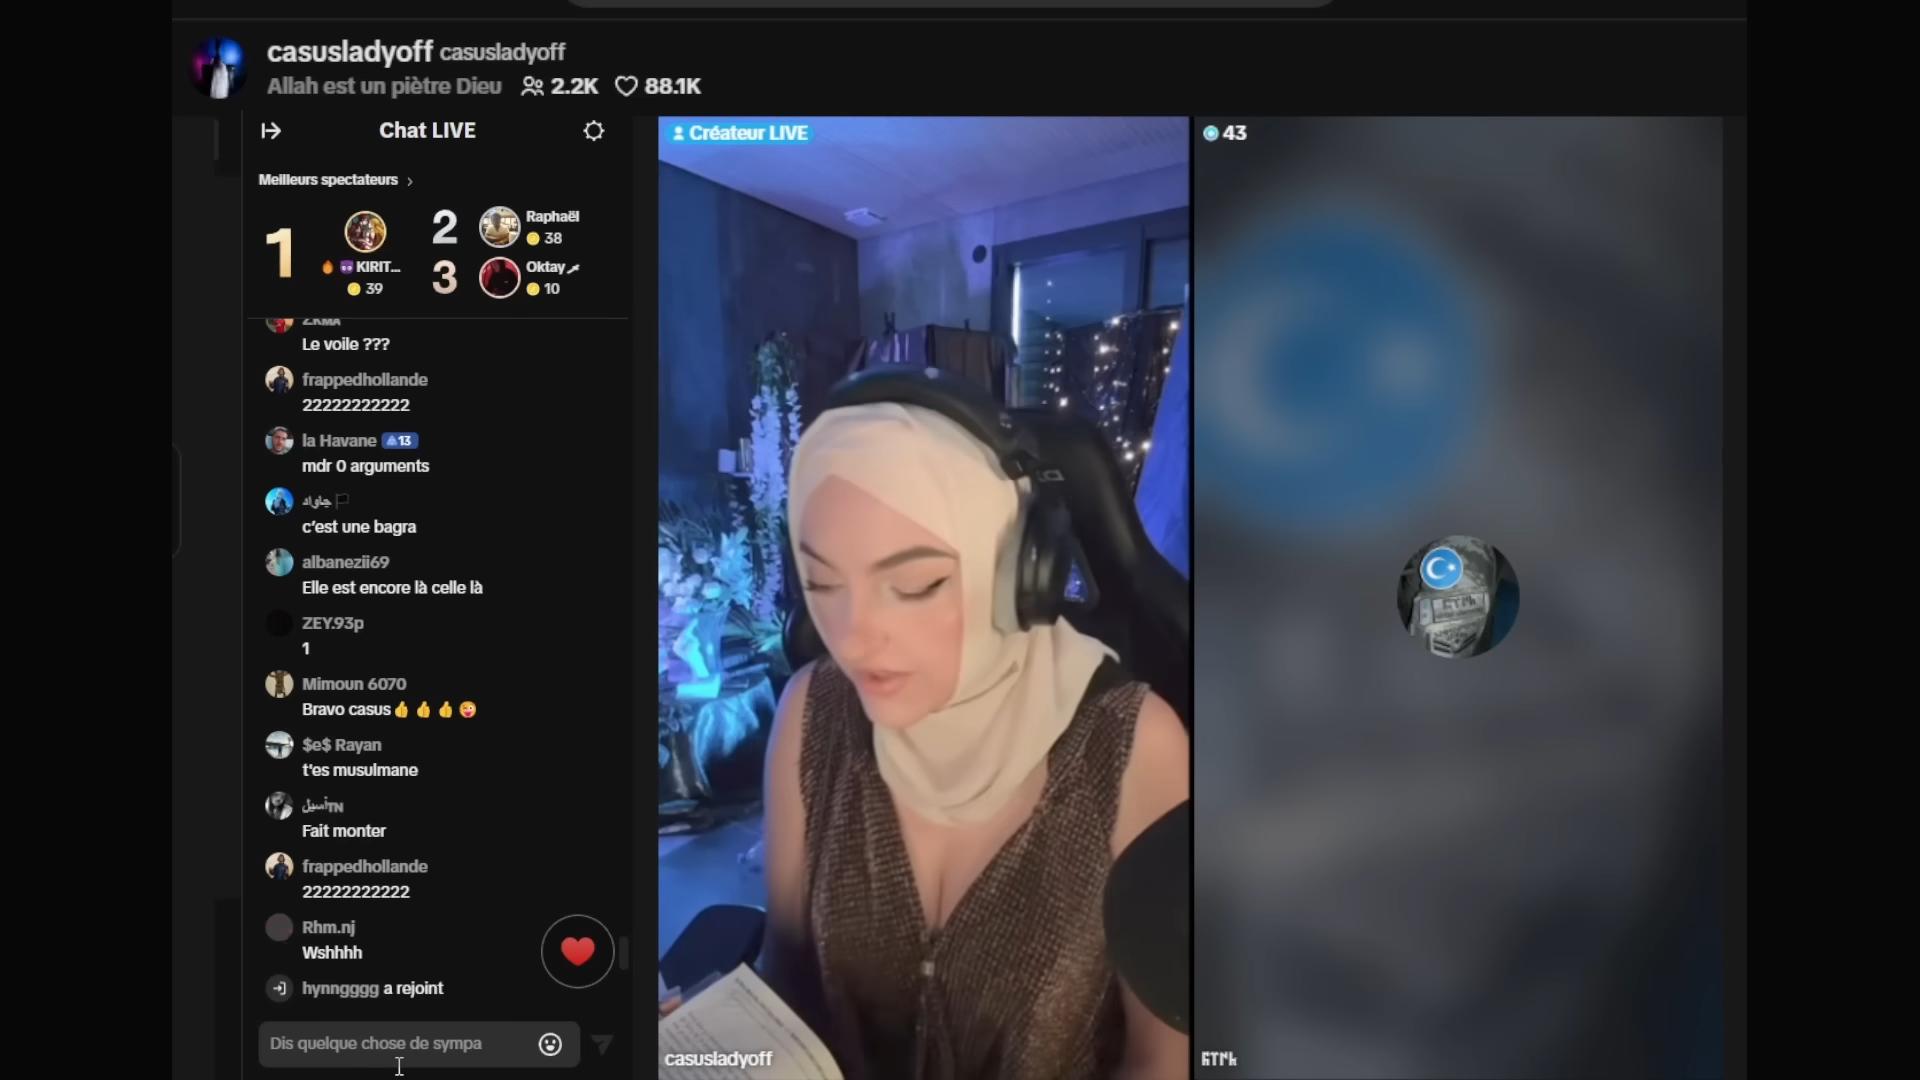 casusladyoff casusladyoff
Allah est un piètre Dieu 2.2K 88.1K
Chat LIVE
Meilleurs spectateurs
1
KIRIT...
39
2
Raphaël
38
3
Oktay
10
ZKMA
Le voile ???
frappedhollande
22222222222
la Havane 13
mdr 0 arguments
جاواد
c'est une bagra
albanezii69
Elle est encore là celle là
ZEY.93p
1
Mimoun 6070
Bravo casus👍👍👍😜
$e$ Rayan
t'es musulmane
أسيلTN
Fait monter
frappedhollande
22222222222
Rhm.nj
Wshhhh
hynngggg a rejoint
Dis quelque chose de sympa
Créateur LIVE
casusladyoff
43